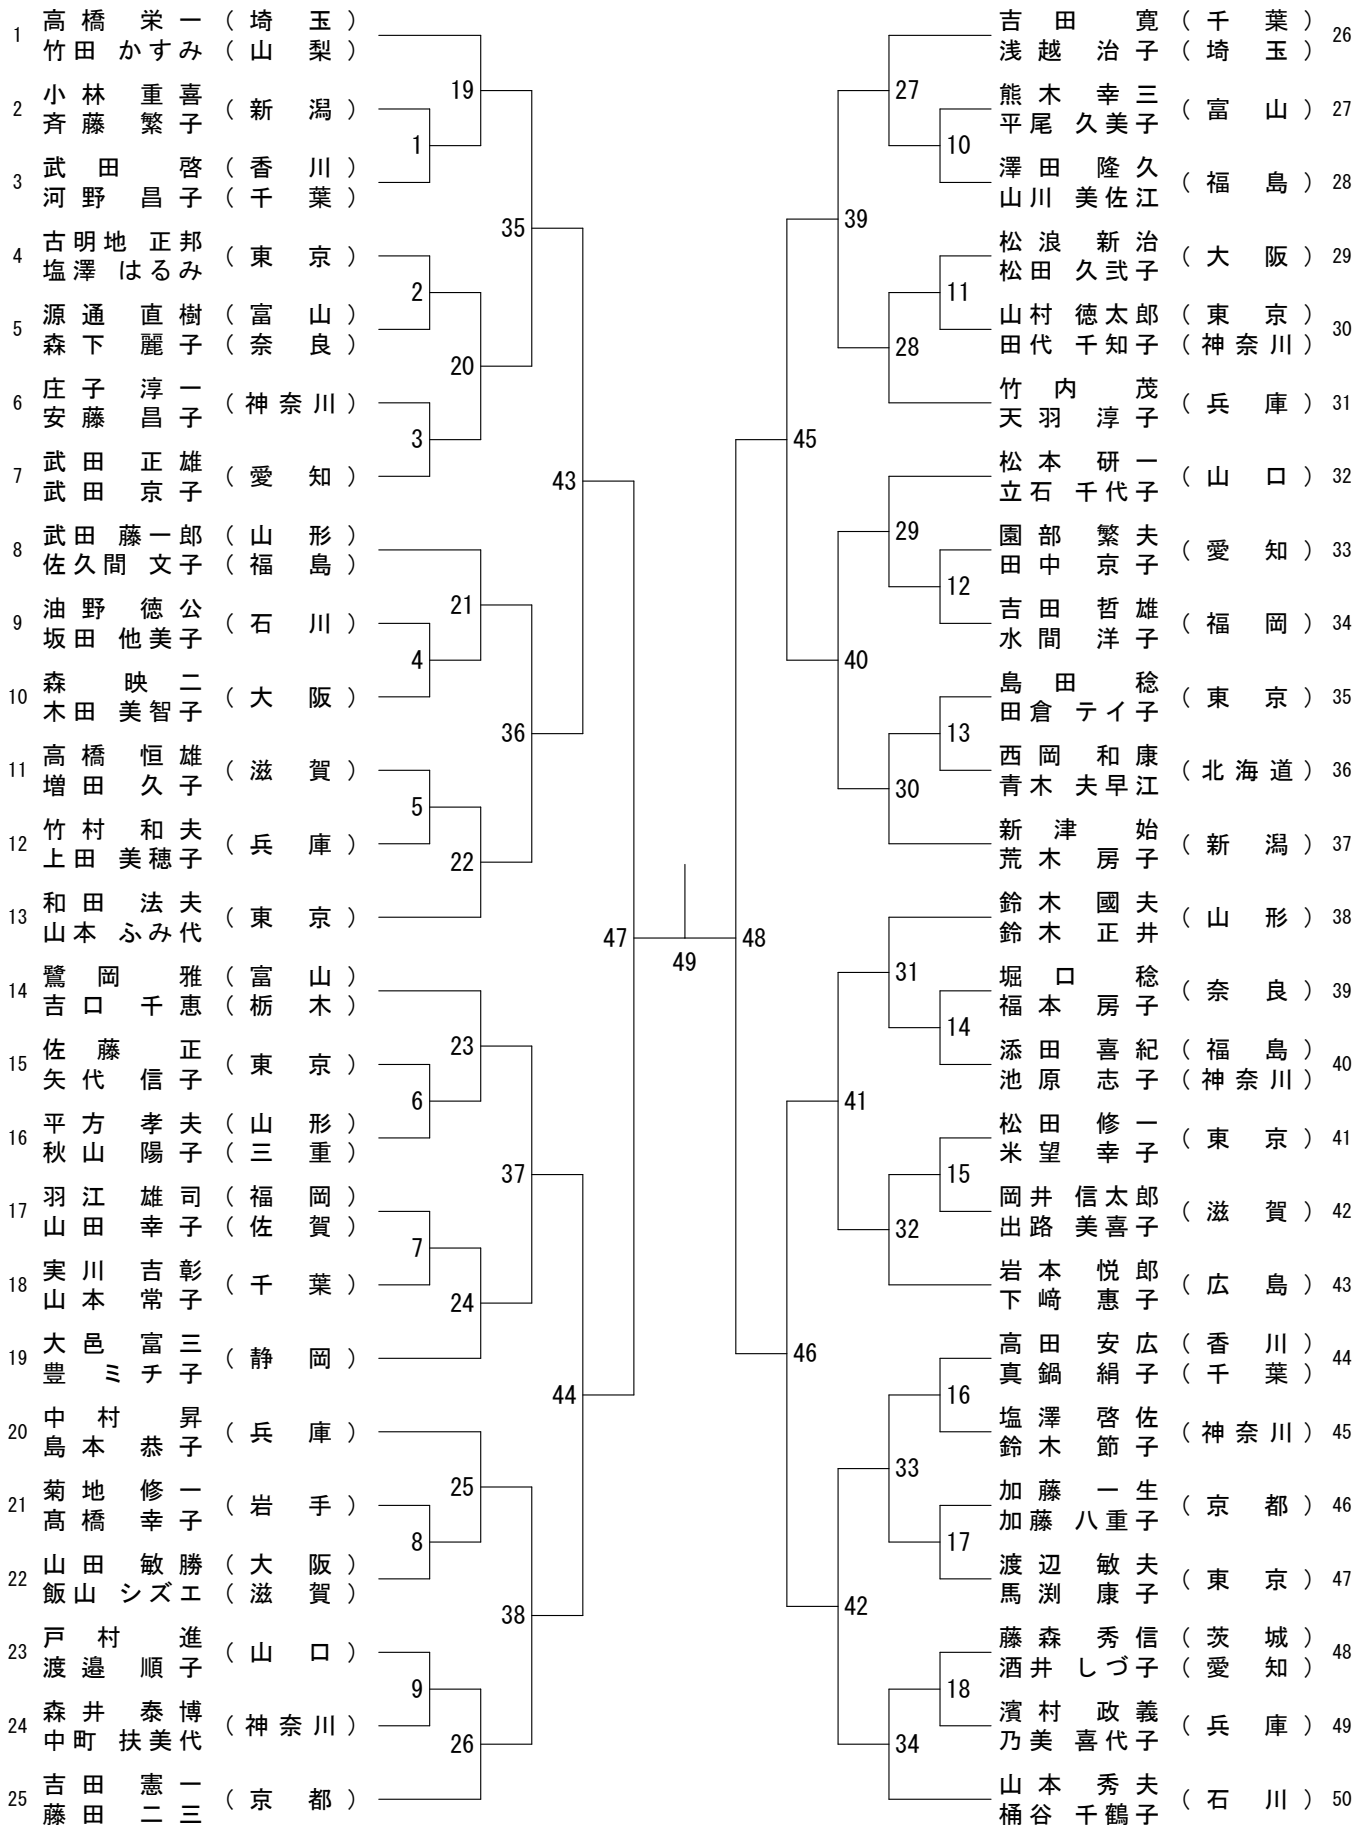 1 高橋 栄一 (埼玉)
竹田 かすみ (山梨)
2 小林 重喜 (新潟)
斉藤 繁子
3 武田 啓 (香川)
河野 昌子 (千葉)
4 古明地 正邦 (東京)
塩澤 はるみ
5 源通 直樹 (富山)
森下 麗子 (奈良)
6 庄子 淳一 (神奈川)
安藤 昌子
7 武田 正雄 (愛知)
武田 京子
8 武田 藤一郎 (山形)
佐久間 文子 (福島)
9 油野 徳公 (石川)
坂田 他美子
10 森 映二 (大阪)
木田 美智子
11 高橋 恒雄 (滋賀)
増田 久子
12 竹村 和夫 (兵庫)
上田 美穂子
13 和田 法夫 (東京)
山本 ふみ代
14 鷺岡 雅 (富山)
吉口 千恵 (栃木)
15 佐藤 正 (東京)
矢代 信子
16 平方 孝夫 (山形)
秋山 陽子 (三重)
17 羽江 雄司 (福岡)
山田 幸子 (佐賀)
18 実川 吉彰 (千葉)
山本 常子
19 大邑 富三 (静岡)
豊 ミチ子
20 中村 昇 (兵庫)
島本 恭子
21 菊地 修一 (岩手)
髙橋 幸子
22 山田 敏勝 (大阪)
飯山 シズエ (滋賀)
23 戸村 進 (山口)
渡邉 順子
24 森井 泰博 (神奈川)
中町 扶美代
25 吉田 憲一 (京都)
藤田 二三
19
1
35
2
20
3
43
21
4
36
5
22
47
23
6
37
7
24
44
25
8
38
9
26
49
48
27
10
39
11
28
45
29
12
40
13
30
31
14
41
15
32
46
16
33
17
42
18
34
吉田 寛 (千葉) 26
浅越 治子 (埼玉)
熊木 幸三 (富山) 27
平尾 久美子
澤田 隆久 (福島) 28
山川 美佐江
松浪 新治 (大阪) 29
松田 久弐子
山村 徳太郎 (東京) 30
田代 千知子 (神奈川)
竹内 茂 (兵庫) 31
天羽 淳子
松本 研一 (山口) 32
立石 千代子
園部 繁夫 (愛知) 33
田中 京子
吉田 哲雄 (福岡) 34
水間 洋子
島田 稔 (東京) 35
田倉 テイ子
西岡 和康 (北海道) 36
青木 夫早江
新津 始 (新潟) 37
荒木 房子
鈴木 國夫 (山形) 38
鈴木 正井
堀口 稔 (奈良) 39
福本 房子
添田 喜紀 (福島) 40
池原 志子 (神奈川)
松田 修一 (東京) 41
米望 幸子
岡井 信太郎 (滋賀) 42
出路 美喜子
岩本 悦郎 (広島) 43
下﨑 惠子
高田 安広 (香川) 44
真鍋 絹子 (千葉)
塩澤 啓佐 (神奈川) 45
鈴木 節子
加藤 一生 (京都) 46
加藤 八重子
渡辺 敏夫 (東京) 47
馬渕 康子
藤森 秀信 (茨城) 48
酒井 しづ子 (愛知)
濱村 政義 (兵庫) 49
乃美 喜代子
山本 秀夫 (石川) 50
桶谷 千鶴子